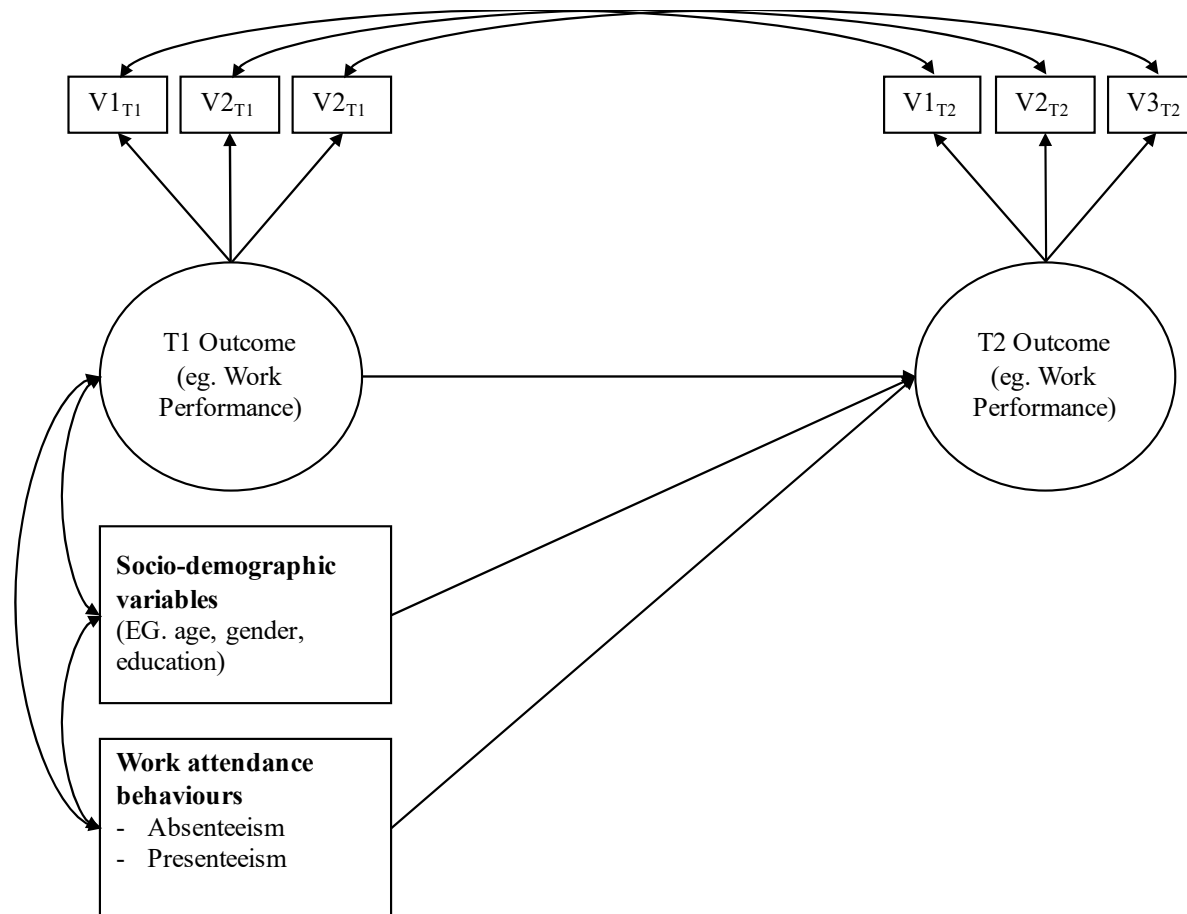 V1T1 V2T1 V2T1 V1T2 V2T2 V3T2
T1 Outcome
(eg. Work
Performance)
T2 Outcome
(eg. Work
Performance)
Socio-demographic
variables
(EG. age, gender,
education)
Work attendance
behaviours
- Absenteeism
- Presenteeism